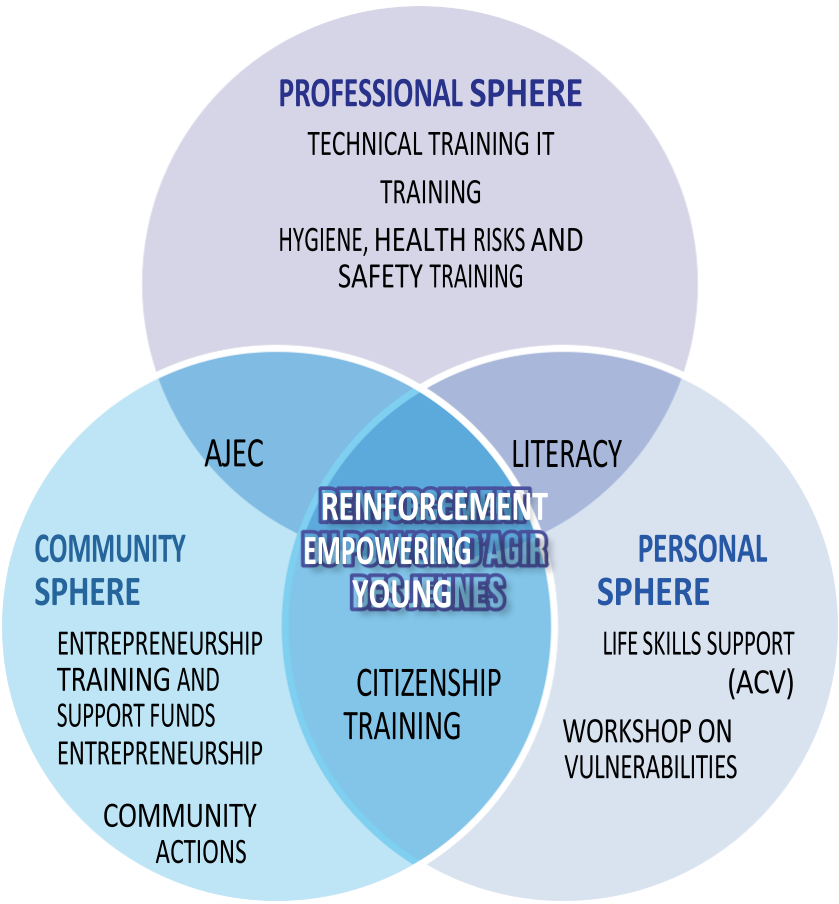 PROFESSIONAL SPHERE
TECHNICAL TRAINING IT
TRAINING
HYGIENE, HEALTH RISKS AND
SAFETY TRAINING
AJEC
LITERACY
REINFORCEMENT
EMPOWERING D'AGIR
YOUNG
COMMUNITY
SPHERE
ENTREPRENEURSHIP
TRAINING AND
SUPPORT FUNDS
ENTREPRENEURSHIP
COMMUNITY
ACTIONS
CITIZENSHIP
TRAINING
PERSONAL
SPHERE
LIFE SKILLS SUPPORT
(ACV)
WORKSHOP ON
VULNERABILITIES